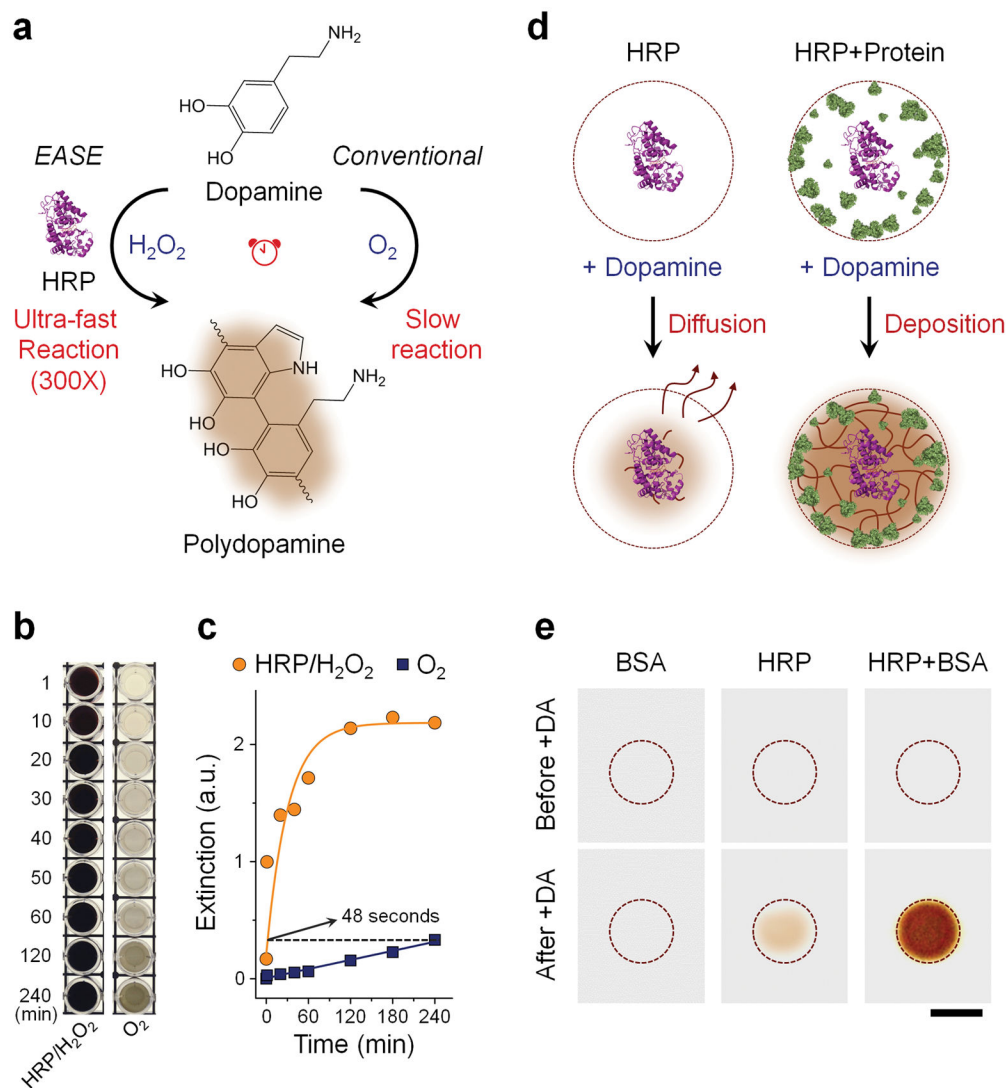 a
NH2
HO
HO
EASE
Conventional
Dopamine
H2O2
O2
HRP
Ultra-fast
Reaction
(300X)
Slow
reaction
HO
NH
NH2
HO
HO
HO
Polydopamine
b
1
10
20
30
40
50
60
120
240
(min)
HRP/H2O2
O2
c
HRP/H2O2
O2
Extinction (a.u.)
2
1
0
48 seconds
0
60
120
180
240
Time (min)
d
HRP
HRP+Protein
+ Dopamine
+ Dopamine
Diffusion
Deposition
e
BSA
HRP
HRP+BSA
Before +DA
After +DA